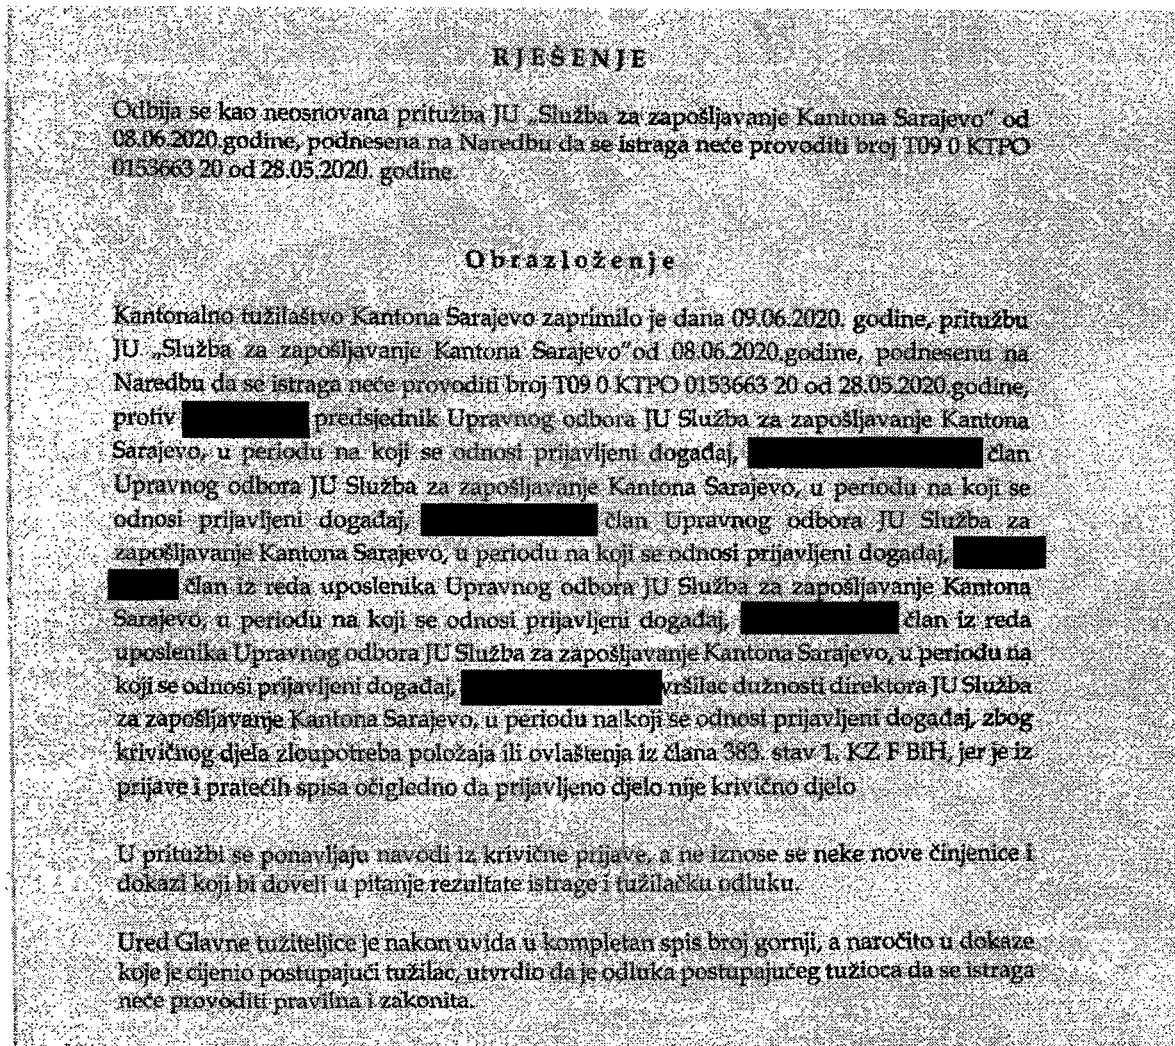 RJEŠENJE
Odbija se kao neosnovana pritužba JU „Služba za zapošljavanje Kantona Sarajevo" od
08.06.2020.godine, podnesena na Naredbu da se istraga neće provoditi broj T09 0 KTPO
0153663 20 od 28.05.2020. godine.
Obrazloženje
Kantonalno tužilaštvo Kantona Sarajevo zaprimilo je dana 09.06.2020. godine, pritužbu
JU „Služba za zapošljavanje Kantona Sarajevo"od 08.06.2020.godine, podnesenu na
Naredbu da se istraga neće provoditi broj T09 0 KTPO 0153663 20 od 28.05.2020.godine,
protiv predsjednik Upravnog odbora JU Služba za zapošljavanje Kantona
Sarajevo, u periodu na koji se odnosi prijavljeni događaj, član
Upravnog odbora JU Služba za zapošljavanje Kantona Sarajevo, u periodu na koji se
odnosi prijavljeni događaj, član Upravnog odbora JU Služba za
zapošljavanje Kantona Sarajevo, u periodu na koji se odnosi prijavljeni događaj,
član iz reda uposlenika Upravnog odbora JU Služba za zapošljavanje Kantona
Sarajevo, u periodu na koji se odnosi prijavljeni događaj, član iz reda
uposlenika Upravnog odbora JU Služba za zapošljavanje Kantona Sarajevo, u periodu na
koji se odnosi prijavljeni događaj, vršilac dužnosti direktora JU Služba
za zapošljavanje Kantona Sarajevo, u periodu na koji se odnosi prijavljeni događaj, zbog
krivičnog djela zloupotreba položaja ili ovlaštenja iz člana 383. stav 1. KZ F BiH, jer je iz
prijave i pratećih spisa očigledno da prijavljeno djelo nije krivično djelo
U pritužbi se ponavljaju navodi iz krivične prijave, a ne iznose se neke nove činjenice i
dokazi koji bi doveli u pitanje rezultate istrage i tužilačku odluku.
Ured Glavne tužiteljice je nakon uvida u kompletan spis broj gornji, a naročito u dokaze
koje je cijenio postupajući tužilac, utvrdio da je odluka postupajućeg tužioca da se istraga
neće provoditi pravilna i zakonita.